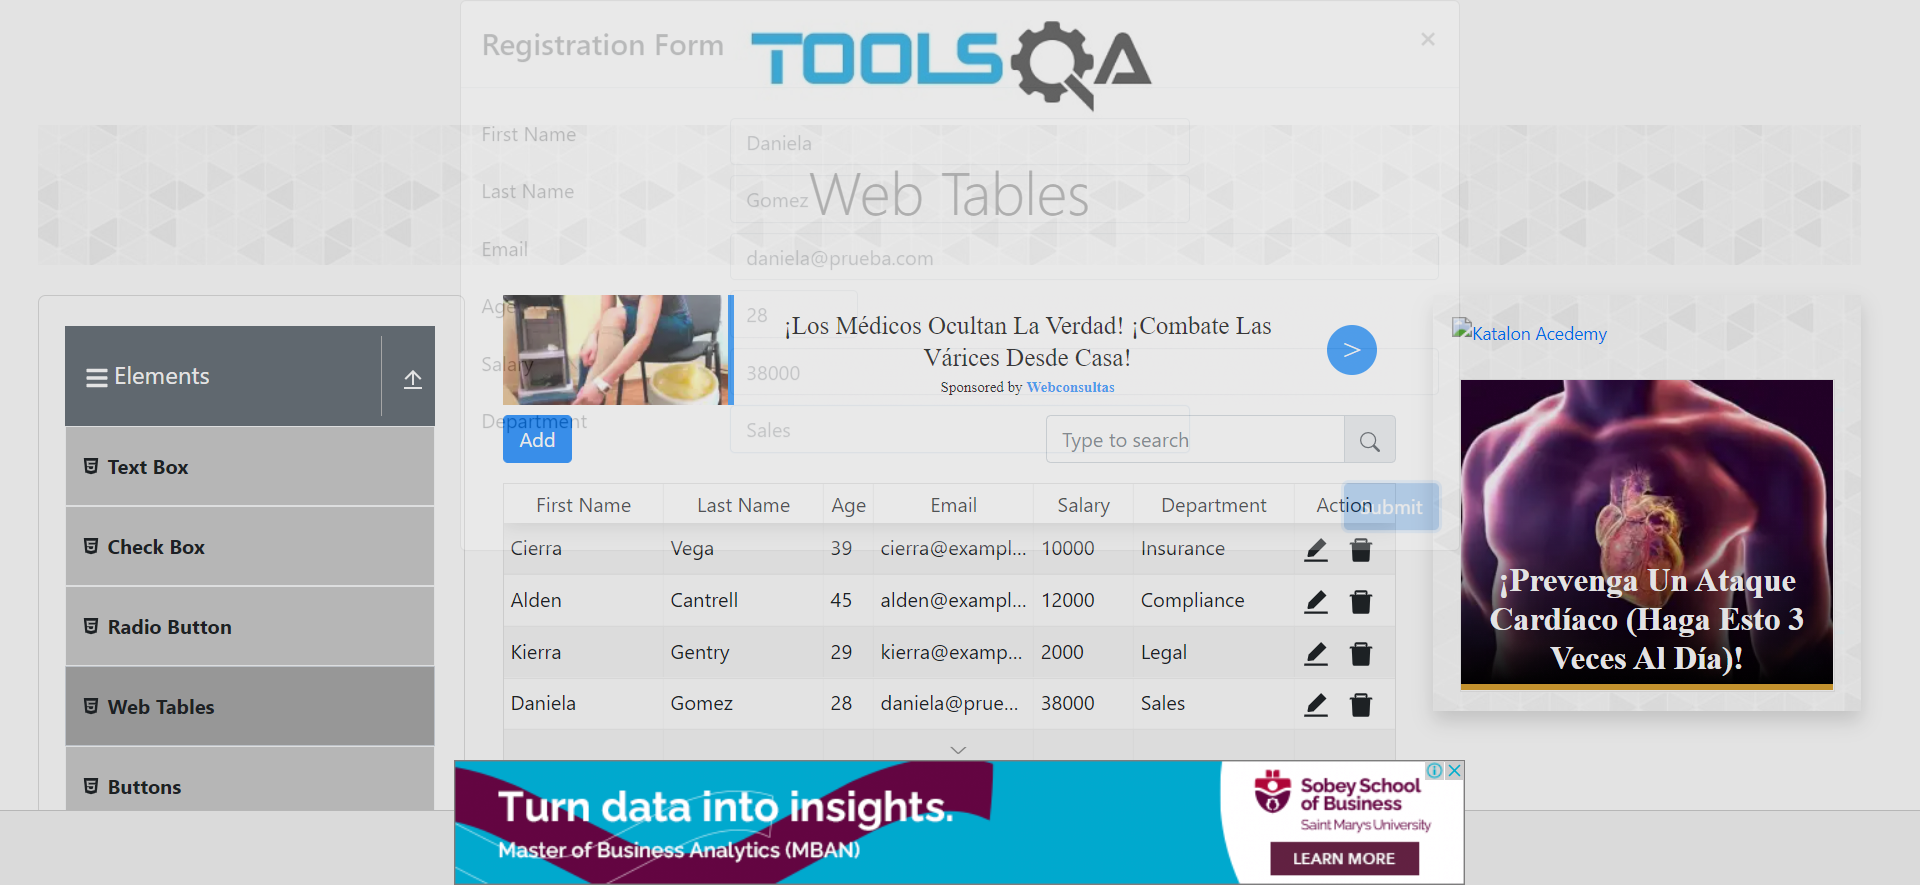 Registration Form
TOOLSQA
×
First Name
Daniela
Last Name
Gomez
Web Tables
Email
daniela@prueba.com
Age
28
Salary
38000
Department
Sales
Submit
Elements
Text Box
Check Box
Radio Button
Web Tables
Buttons
¡Los Médicos Ocultan La Verdad! ¡Combate Las
Várices Desde Casa!
Sponsored by Webconsultas
>
Add
Type to search
First Name Last Name Age Email Salary Department Action
Cierra Vega 39 cierra@exampl... 10000 Insurance
Alden Cantrell 45 alden@exampl... 12000 Compliance
Kierra Gentry 29 kierra@examp... 2000 Legal
Daniela Gomez 28 daniela@prue... 38000 Sales
Katalon Acedemy
¡Prevenga Un Ataque
Cardíaco (Haga Esto 3
Veces Al Día)!
Turn data into insights.
Master of Business Analytics (MBAN)
Sobey School
of Business
Saint Mary's University
LEARN MORE